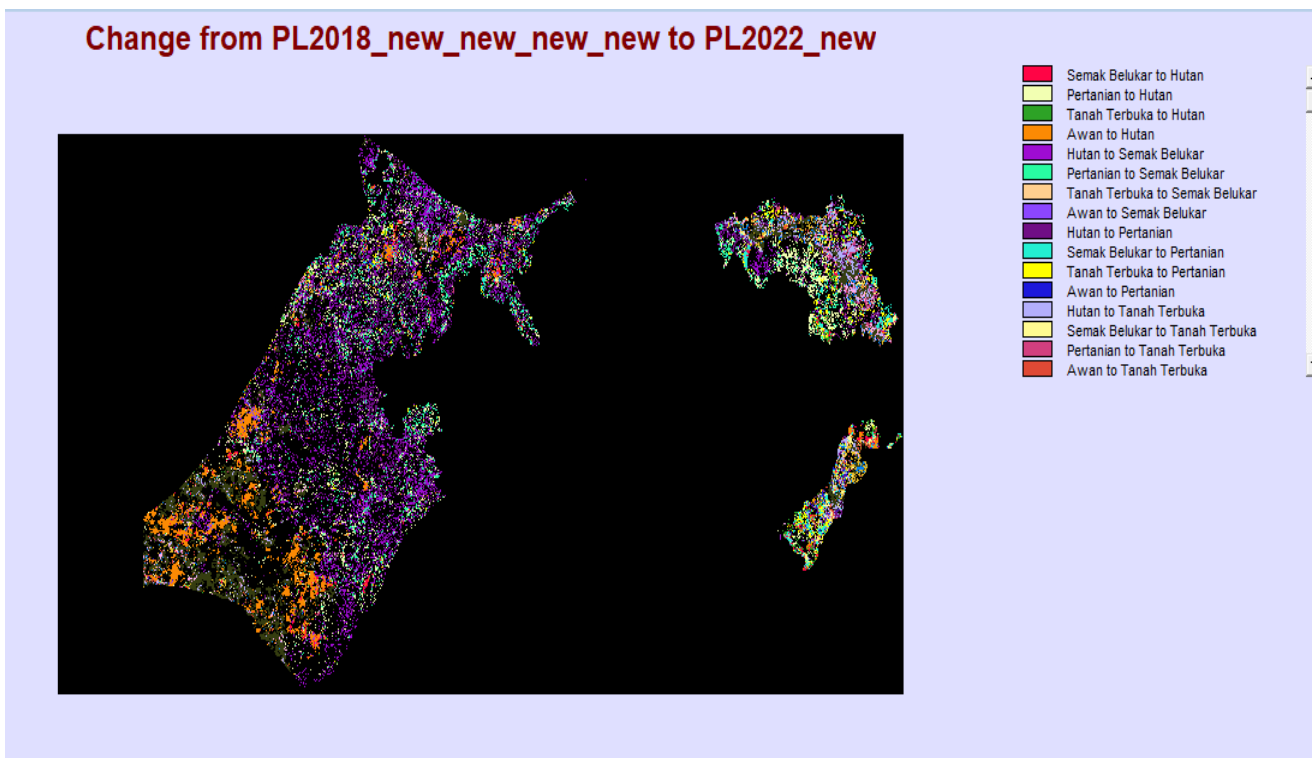 Change from PL2018_new_new_new_new to PL2022_new
Semak Belukar to Hutan
Pertanian to Hutan
Tanah Terbuka to Hutan
Awan to Hutan
Hutan to Semak Belukar
Pertanian to Semak Belukar
Tanah Terbuka to Semak Belukar
Awan to Semak Belukar
Hutan to Pertanian
Semak Belukar to Pertanian
Tanah Terbuka to Pertanian
Awan to Pertanian
Hutan to Tanah Terbuka
Semak Belukar to Tanah Terbuka
Pertanian to Tanah Terbuka
Awan to Tanah Terbuka